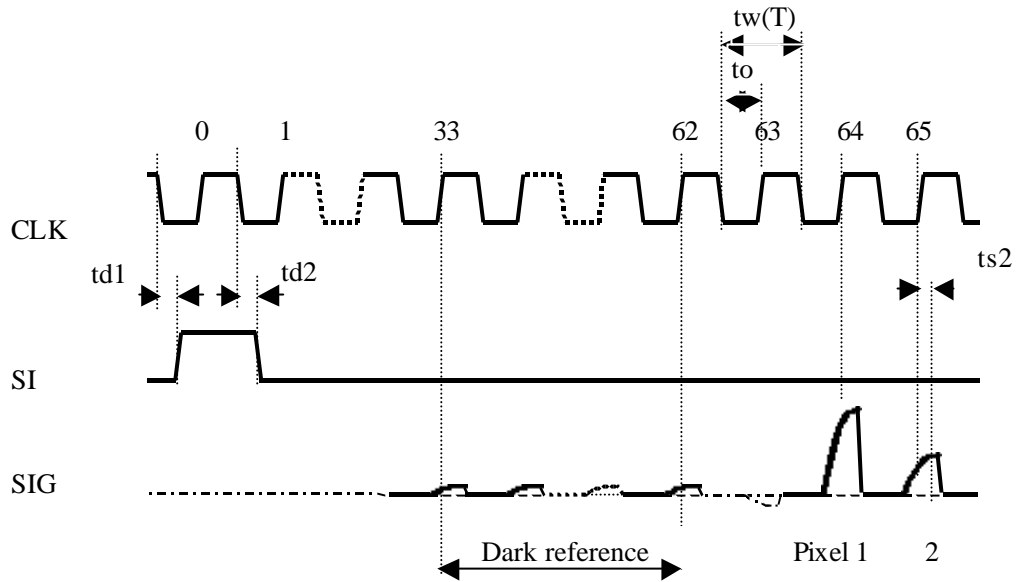 tw(T)
to
0 1 33 62 63 64 65
CLK
td1 td2 ts2
SI
SIG
Dark reference Pixel 1 2